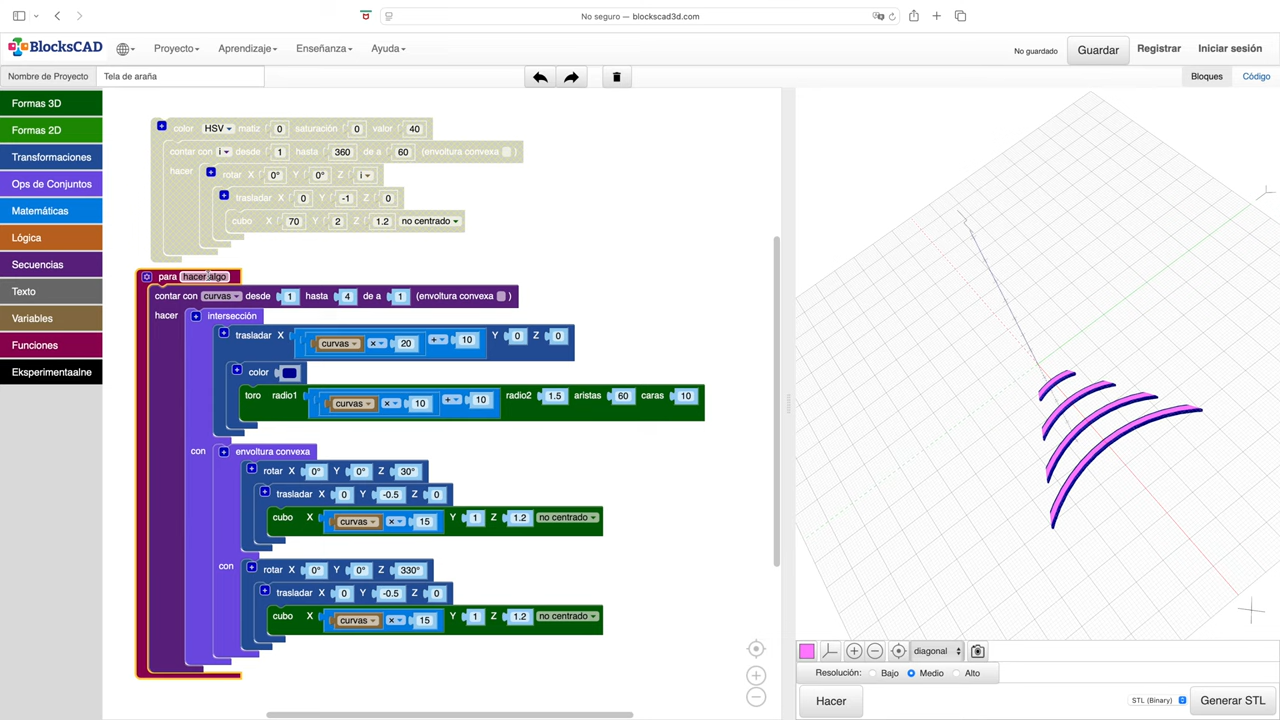 No seguro — blockscad3d.com
BlocksCAD
Proyecto
Aprendizaje
Enseñanza
Ayuda
No guardado
Guardar
Registrar
Iniciar sesión
Nombre de Proyecto
Tela de araña
Bloques
Código
Formas 3D
Formas 2D
Transformaciones
Ops de Conjuntos
Matemáticas
Lógica
Secuencias
Texto
Variables
Funciones
Eksperimentaalne
color HSV matiz 0 saturación 0 valor 40
contar con i desde 1 hasta 360 de a 60 (envoltura convexa )
hacer rotar X 0° Y 0° Z i
trasladar X 0 Y -1 Z 0
cubo X 70 Y 2 Z 1.2 no centrado
para hacer algo
contar con curvas desde 1 hasta 4 de a 1 (envoltura convexa )
hacer intersección
trasladar X curvas × 20 + 10 Y 0 Z 0
color
toro radio1 curvas × 10 + 10 radio2 1.5 aristas 60 caras 10
con envoltura convexa
rotar X 0° Y 0° Z 30°
trasladar X 0 Y -0.5 Z 0
cubo X curvas × 15 Y 1 Z 1.2 no centrado
con rotar X 0° Y 0° Z 330°
trasladar X 0 Y -0.5 Z 0
cubo X curvas × 15 Y 1 Z 1.2 no centrado
diagonal
Resolución: Bajo Medio Alto
Hacer
STL (Binary)
Generar STL